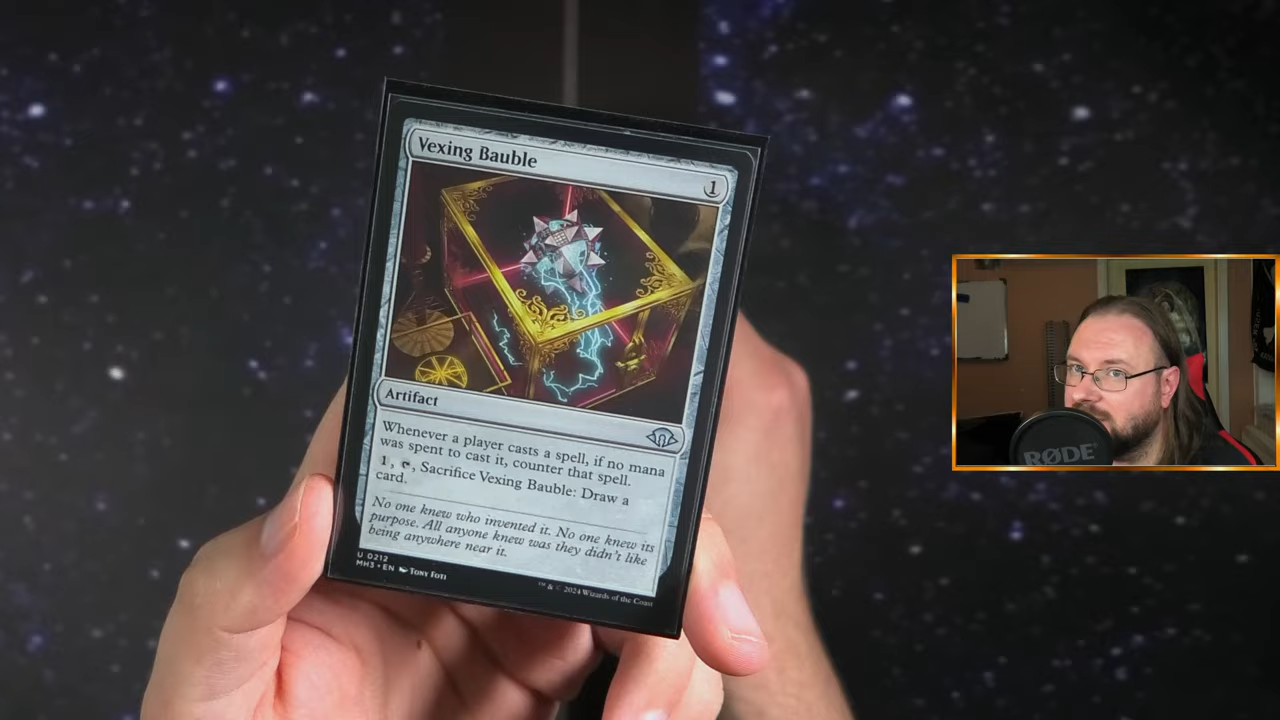 Vexing Bauble
1
Artifact
Whenever a player casts a spell, if no mana
was spent to cast it, counter that spell.
1, , Sacrifice Vexing Bauble: Draw a
card.
No one knew who invented it. No one knew its
purpose. All anyone knew was they didn't like
being anywhere near it.
U 0212
MH3 • EN Tony Foti
™ & © 2024 Wizards of the Coast
RØDE